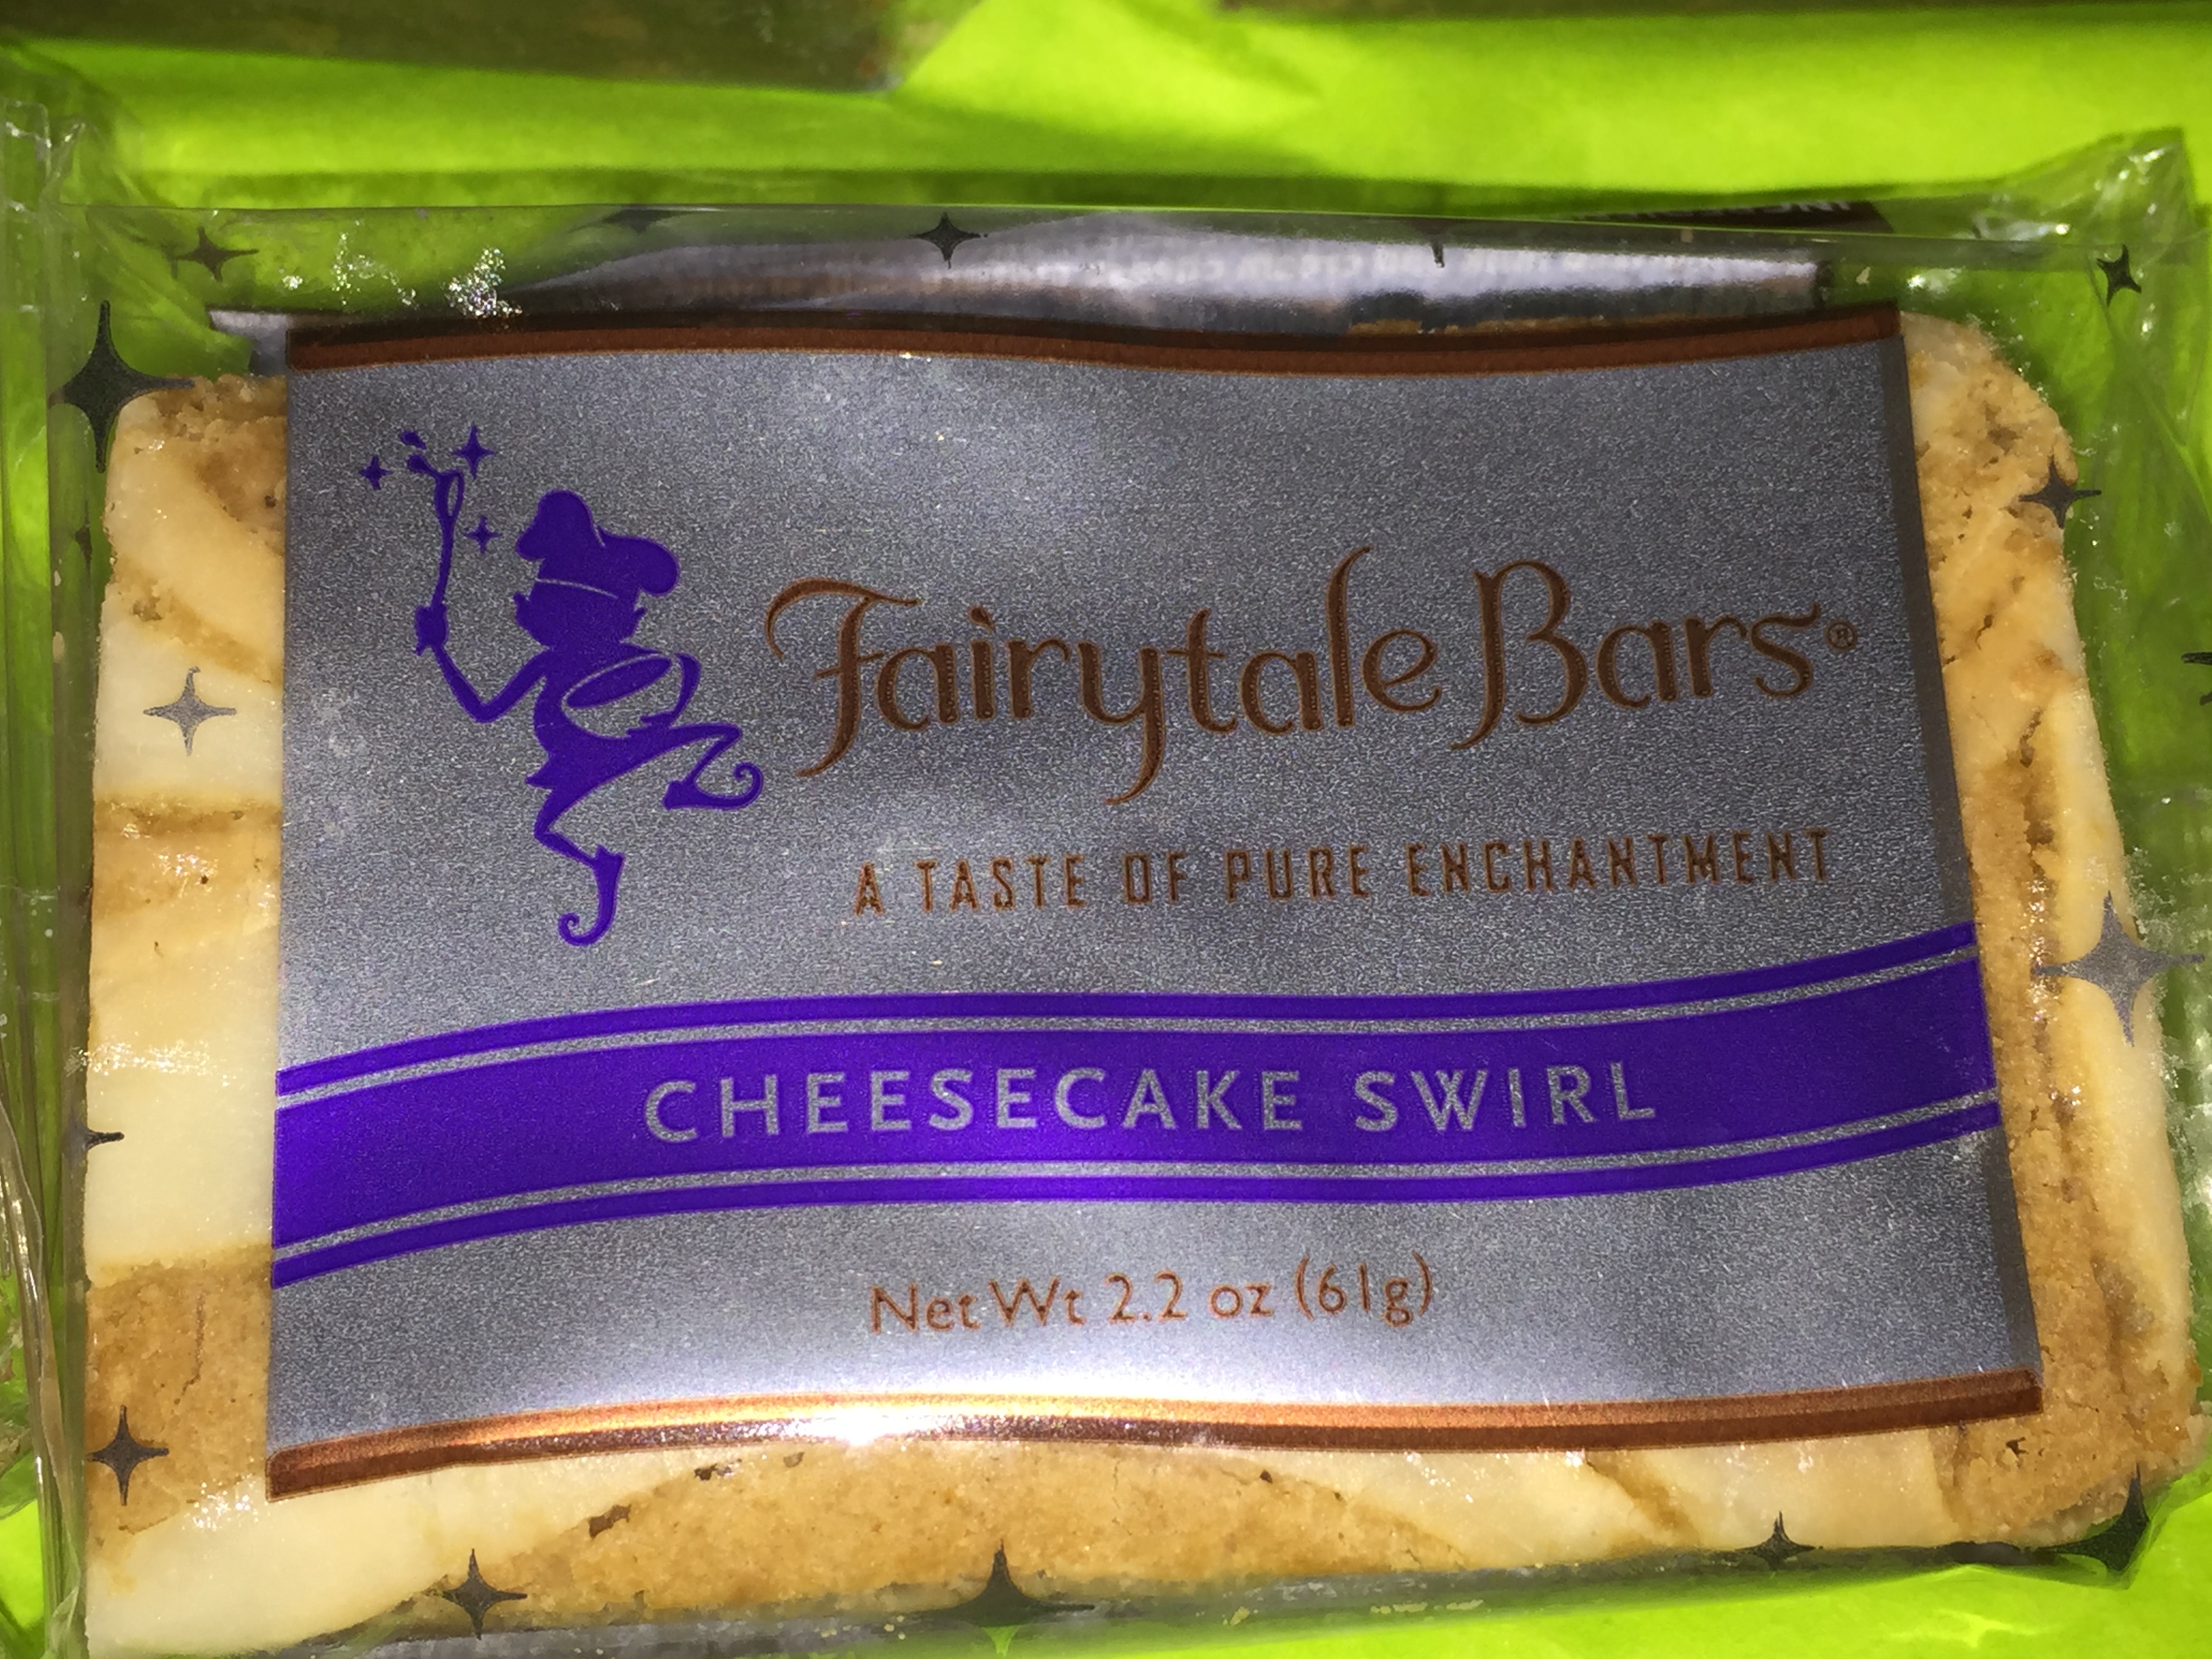 Fairytale Bars®
A TASTE OF PURE ENCHANTMENT
CHEESECAKE SWIRL
Net Wt 2.2 oz (61g)